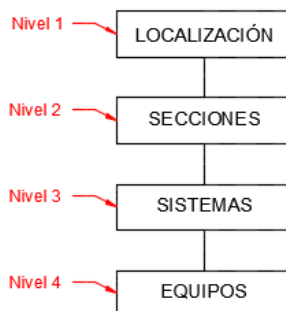 Nivel 1
LOCALIZACIÓN
Nivel 2
SECCIONES
Nivel 3
SISTEMAS
Nivel 4
EQUIPOS